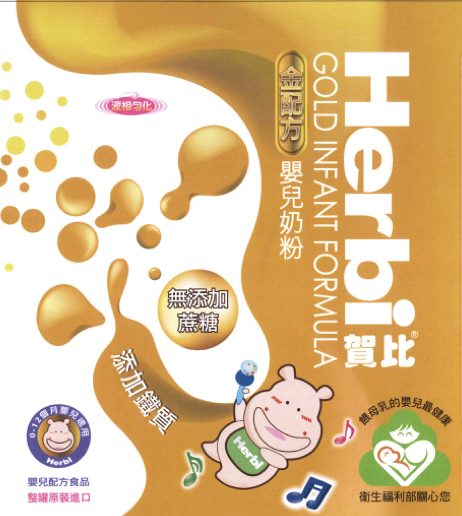 Herbi®
賀比
GOLD INFANT FORMULA
金配方
嬰兒奶粉
液相勻化
無添加
蔗糖
添加鐵質
0-12個月嬰兒適用
Herbi
嬰兒配方食品
整罐原裝進口
Herbi
餵母乳的嬰兒最健康
衛生福利部關心您